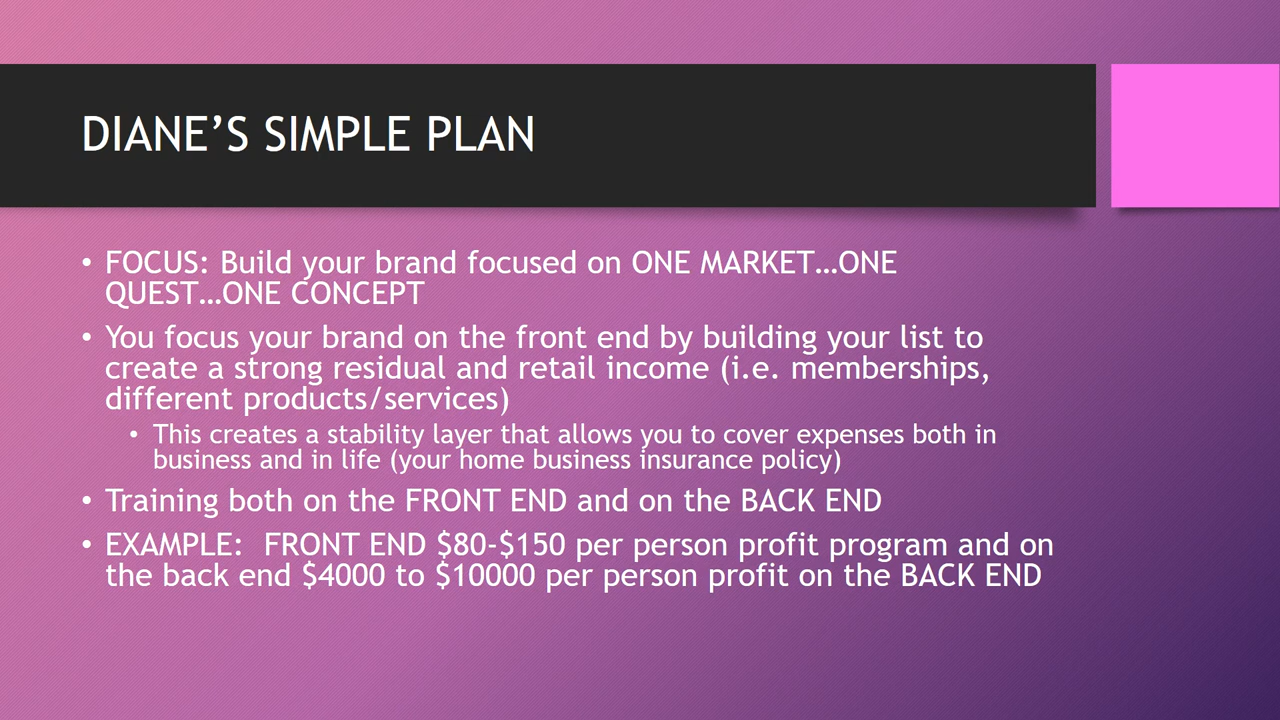 DIANE’S SIMPLE PLAN
• FOCUS: Build your brand focused on ONE MARKET…ONE
QUEST…ONE CONCEPT
• You focus your brand on the front end by building your list to
create a strong residual and retail income (i.e. memberships,
different products/services)
• This creates a stability layer that allows you to cover expenses both in
business and in life (your home business insurance policy)
• Training both on the FRONT END and on the BACK END
• EXAMPLE:  FRONT END $80-$150 per person profit program and on
the back end $4000 to $10000 per person profit on the BACK END